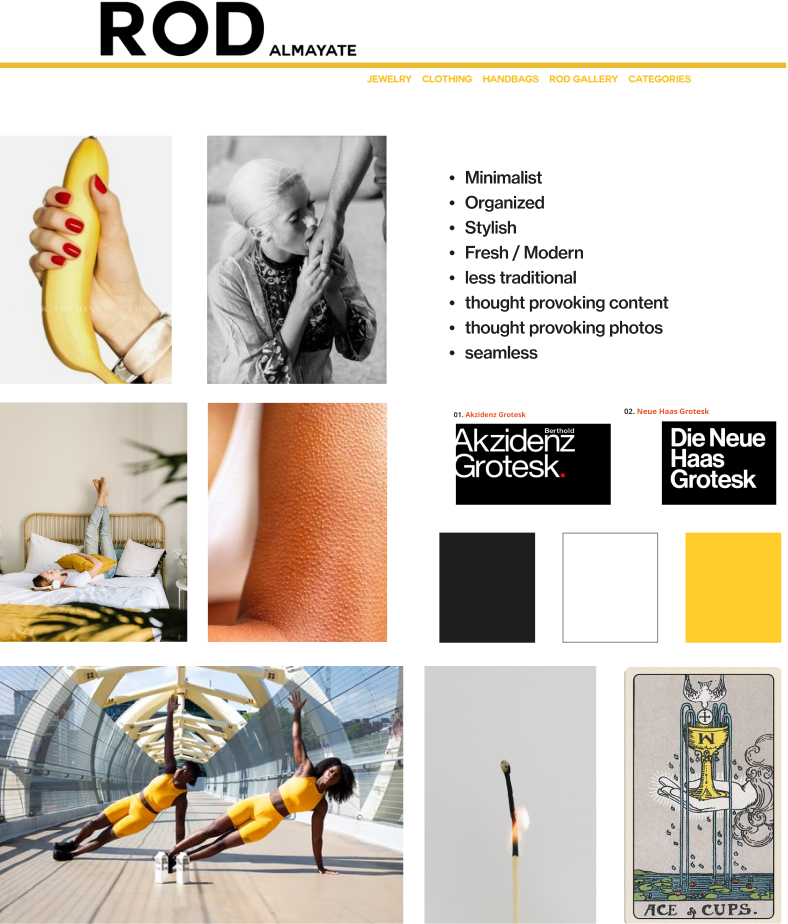 ROD ALMAYATE
JEWELRY CLOTHING HANDBAGS ROD GALLERY CATEGORIES
• Minimalist
• Organized
• Stylish
• Fresh / Modern
• less traditional
• thought provoking content
• thought provoking photos
• seamless
01. Akzidenz Grotesk
Berthold
Akzidenz
Grotesk.
02. Neue Haas Grotesk
Die Neue
Haas
Grotesk
W
ACE of CUPS.